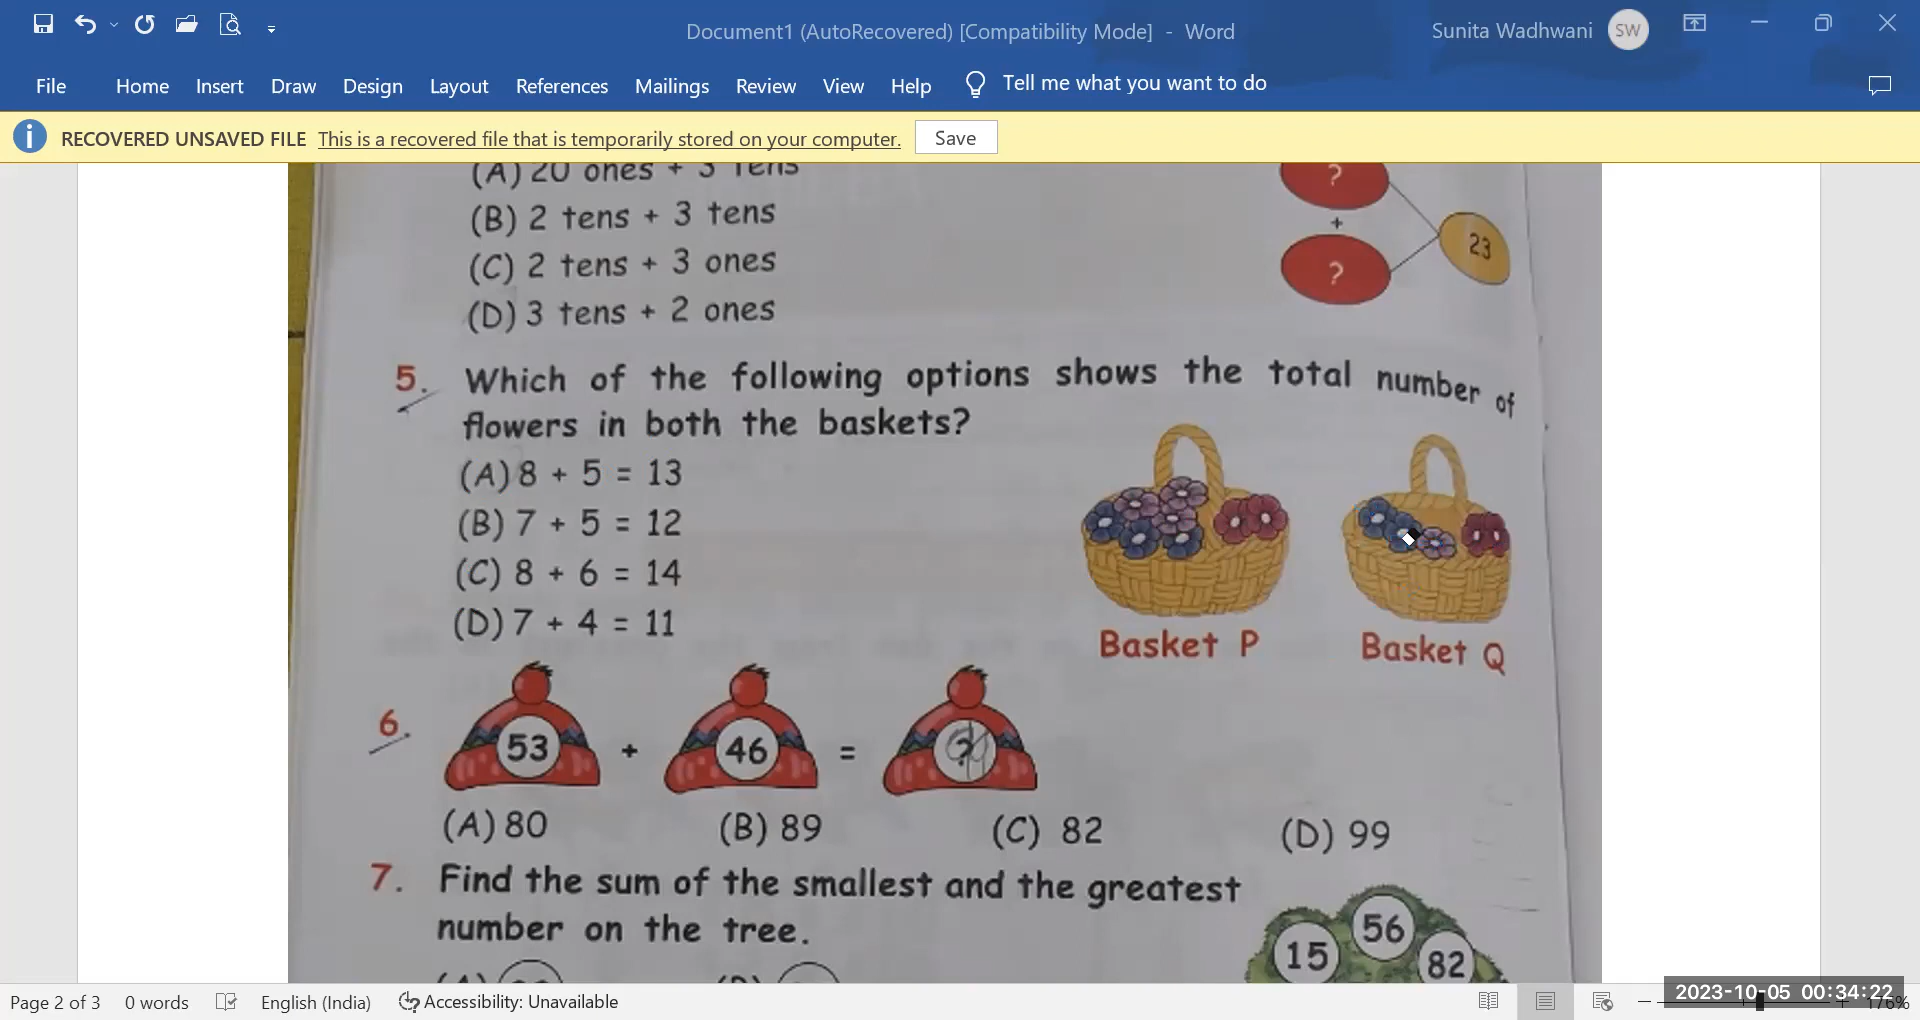 Document1 (AutoRecovered) [Compatibility Mode] - Word
Sunita Wadhwani
SW
File Home Insert Draw Design Layout References Mailings Review View Help Tell me what you want to do
RECOVERED UNSAVED FILE This is a recovered file that is temporarily stored on your computer. Save
(A) 20 ones + 3 tens
(B) 2 tens + 3 tens
(C) 2 tens + 3 ones
(D) 3 tens + 2 ones
?
+
?
23
5. Which of the following options shows the total number of
flowers in both the baskets?
(A) 8 + 5 = 13
(B) 7 + 5 = 12
(C) 8 + 6 = 14
(D) 7 + 4 = 11
Basket P
Basket Q
6. 53 + 46 = ?
(A) 80 (B) 89 (C) 82 (D) 99
7. Find the sum of the smallest and the greatest
number on the tree.
15 56 82
Page 2 of 3 0 words English (India) Accessibility: Unavailable
2023-10-05 00:34:22
176%